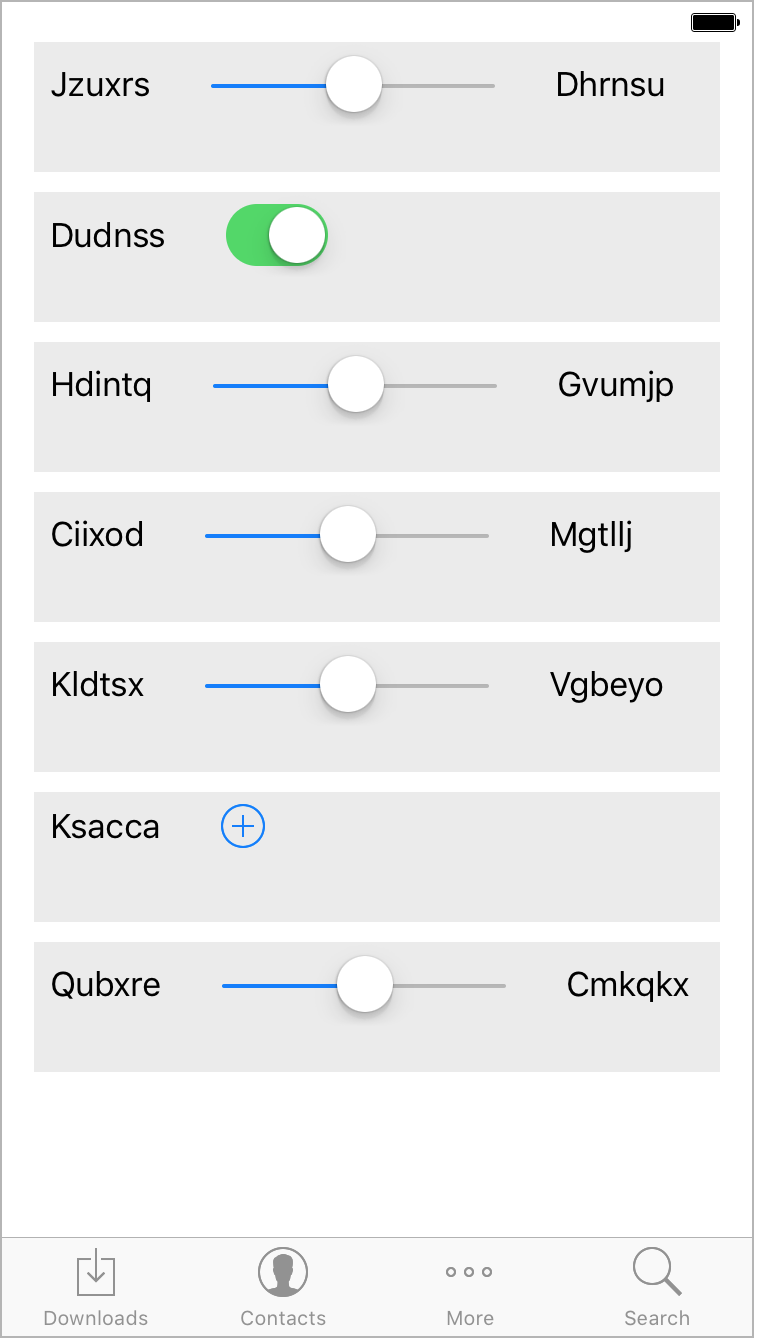 Jzuxrs Dhrnsu
Dudnss
Hdintq Gvumjp
Ciixod Mgtllj
Kldtsx Vgbeyo
Ksacca
Qubxre Cmkqkx
Downloads Contacts More Search